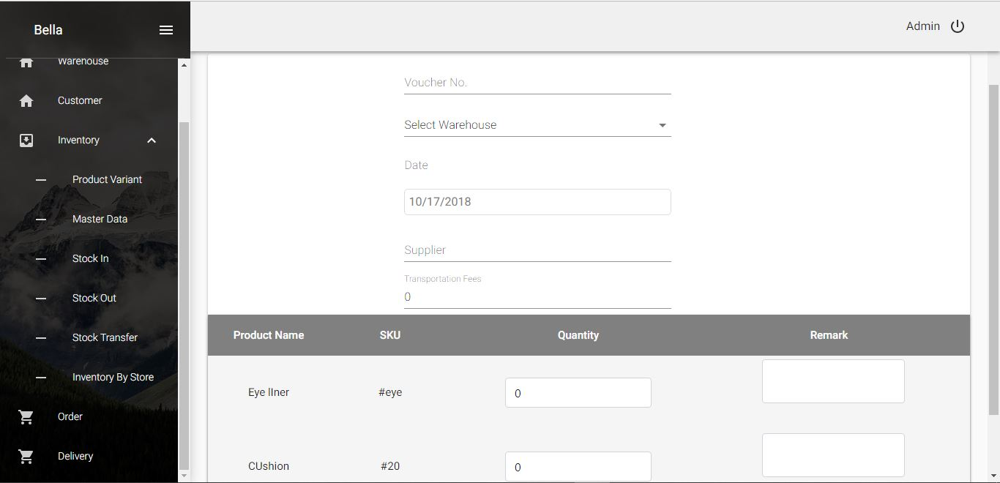 Bella
Admin
Warehouse
Customer
Inventory
Product Variant
Master Data
Stock In
Stock Out
Stock Transfer
Inventory By Store
Order
Delivery
Voucher No.
Select Warehouse
Date
10/17/2018
Supplier
Transportation Fees
0
Product Name SKU Quantity Remark
Eye lIner #eye 0
CUshion #20 0